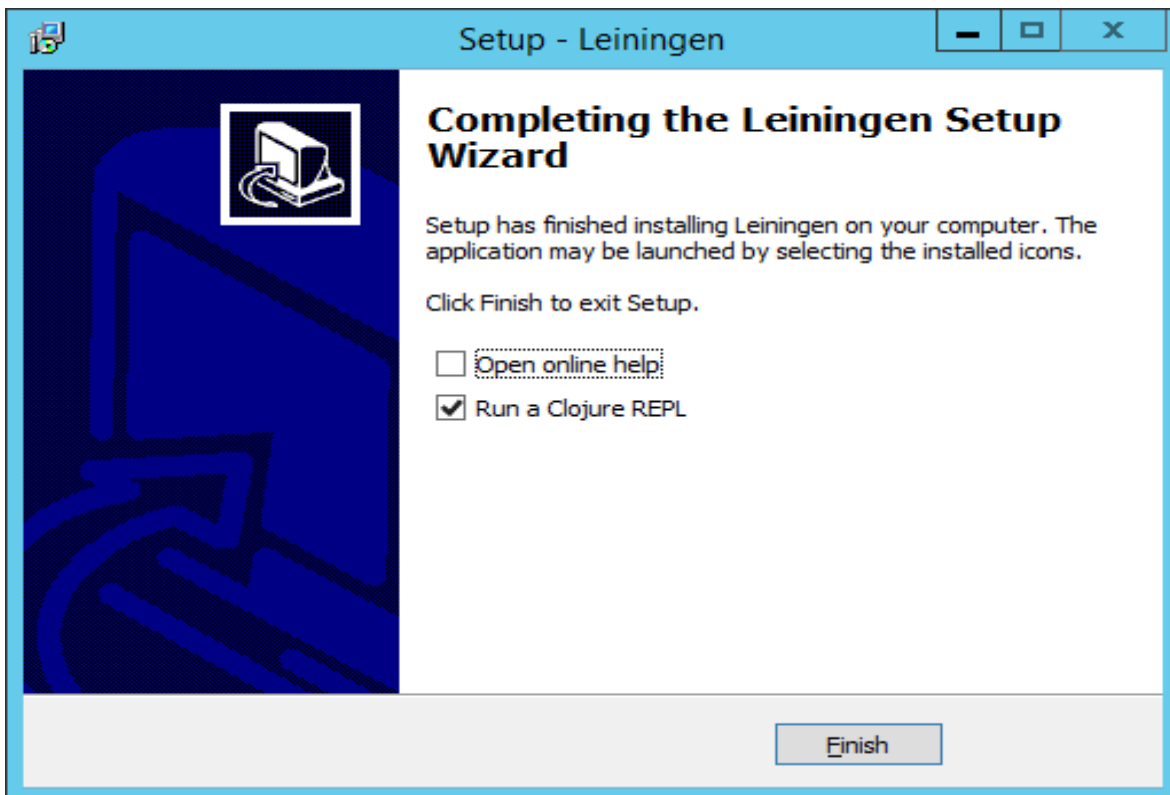 Setup - Leiningen
Completing the Leiningen Setup
Wizard
Setup has finished installing Leiningen on your computer. The
application may be launched by selecting the installed icons.
Click Finish to exit Setup.
Open online help
Run a Clojure REPL
Finish